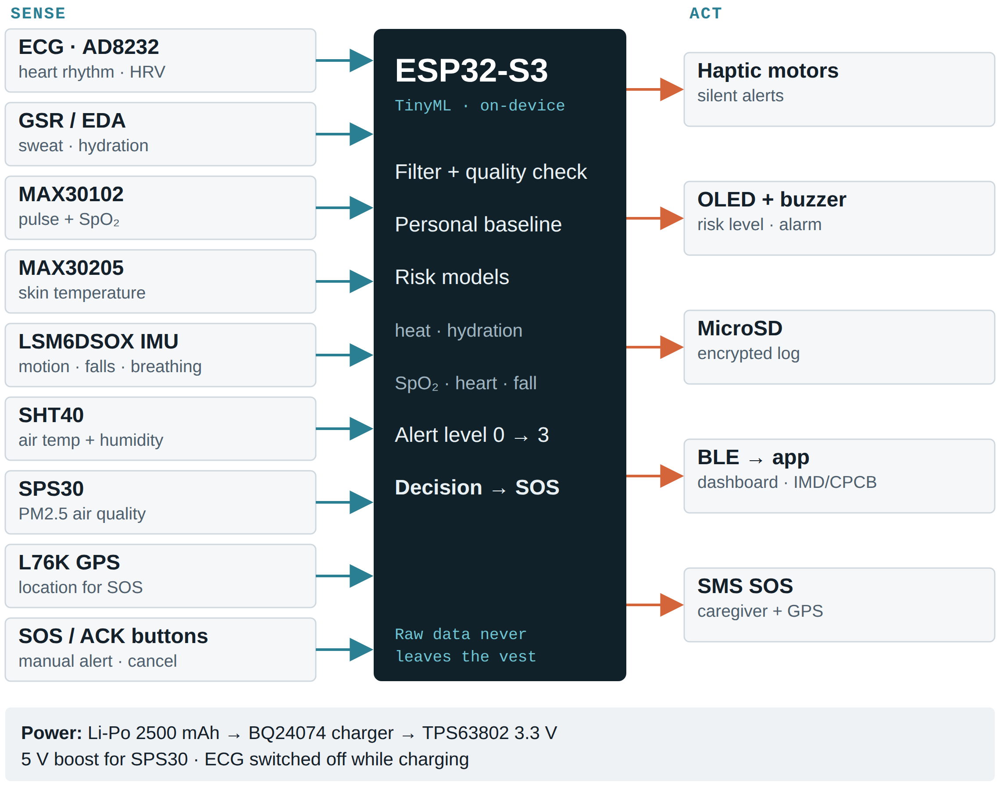 SENSE
ECG · AD8232
heart rhythm · HRV
GSR / EDA
sweat · hydration
MAX30102
pulse + SpO₂
MAX30205
skin temperature
LSM6DSOX IMU
motion · falls · breathing
SHT40
air temp + humidity
SPS30
PM2.5 air quality
L76K GPS
location for SOS
SOS / ACK buttons
manual alert · cancel
ESP32-S3
TinyML · on-device
Filter + quality check
Personal baseline
Risk models
heat · hydration
SpO₂ · heart · fall
Alert level 0 → 3
Decision → SOS
Raw data never
leaves the vest
ACT
Haptic motors
silent alerts
OLED + buzzer
risk level · alarm
MicroSD
encrypted log
BLE → app
dashboard · IMD/CPCB
SMS SOS
caregiver + GPS
Power: Li-Po 2500 mAh → BQ24074 charger → TPS63802 3.3 V
5 V boost for SPS30 · ECG switched off while charging